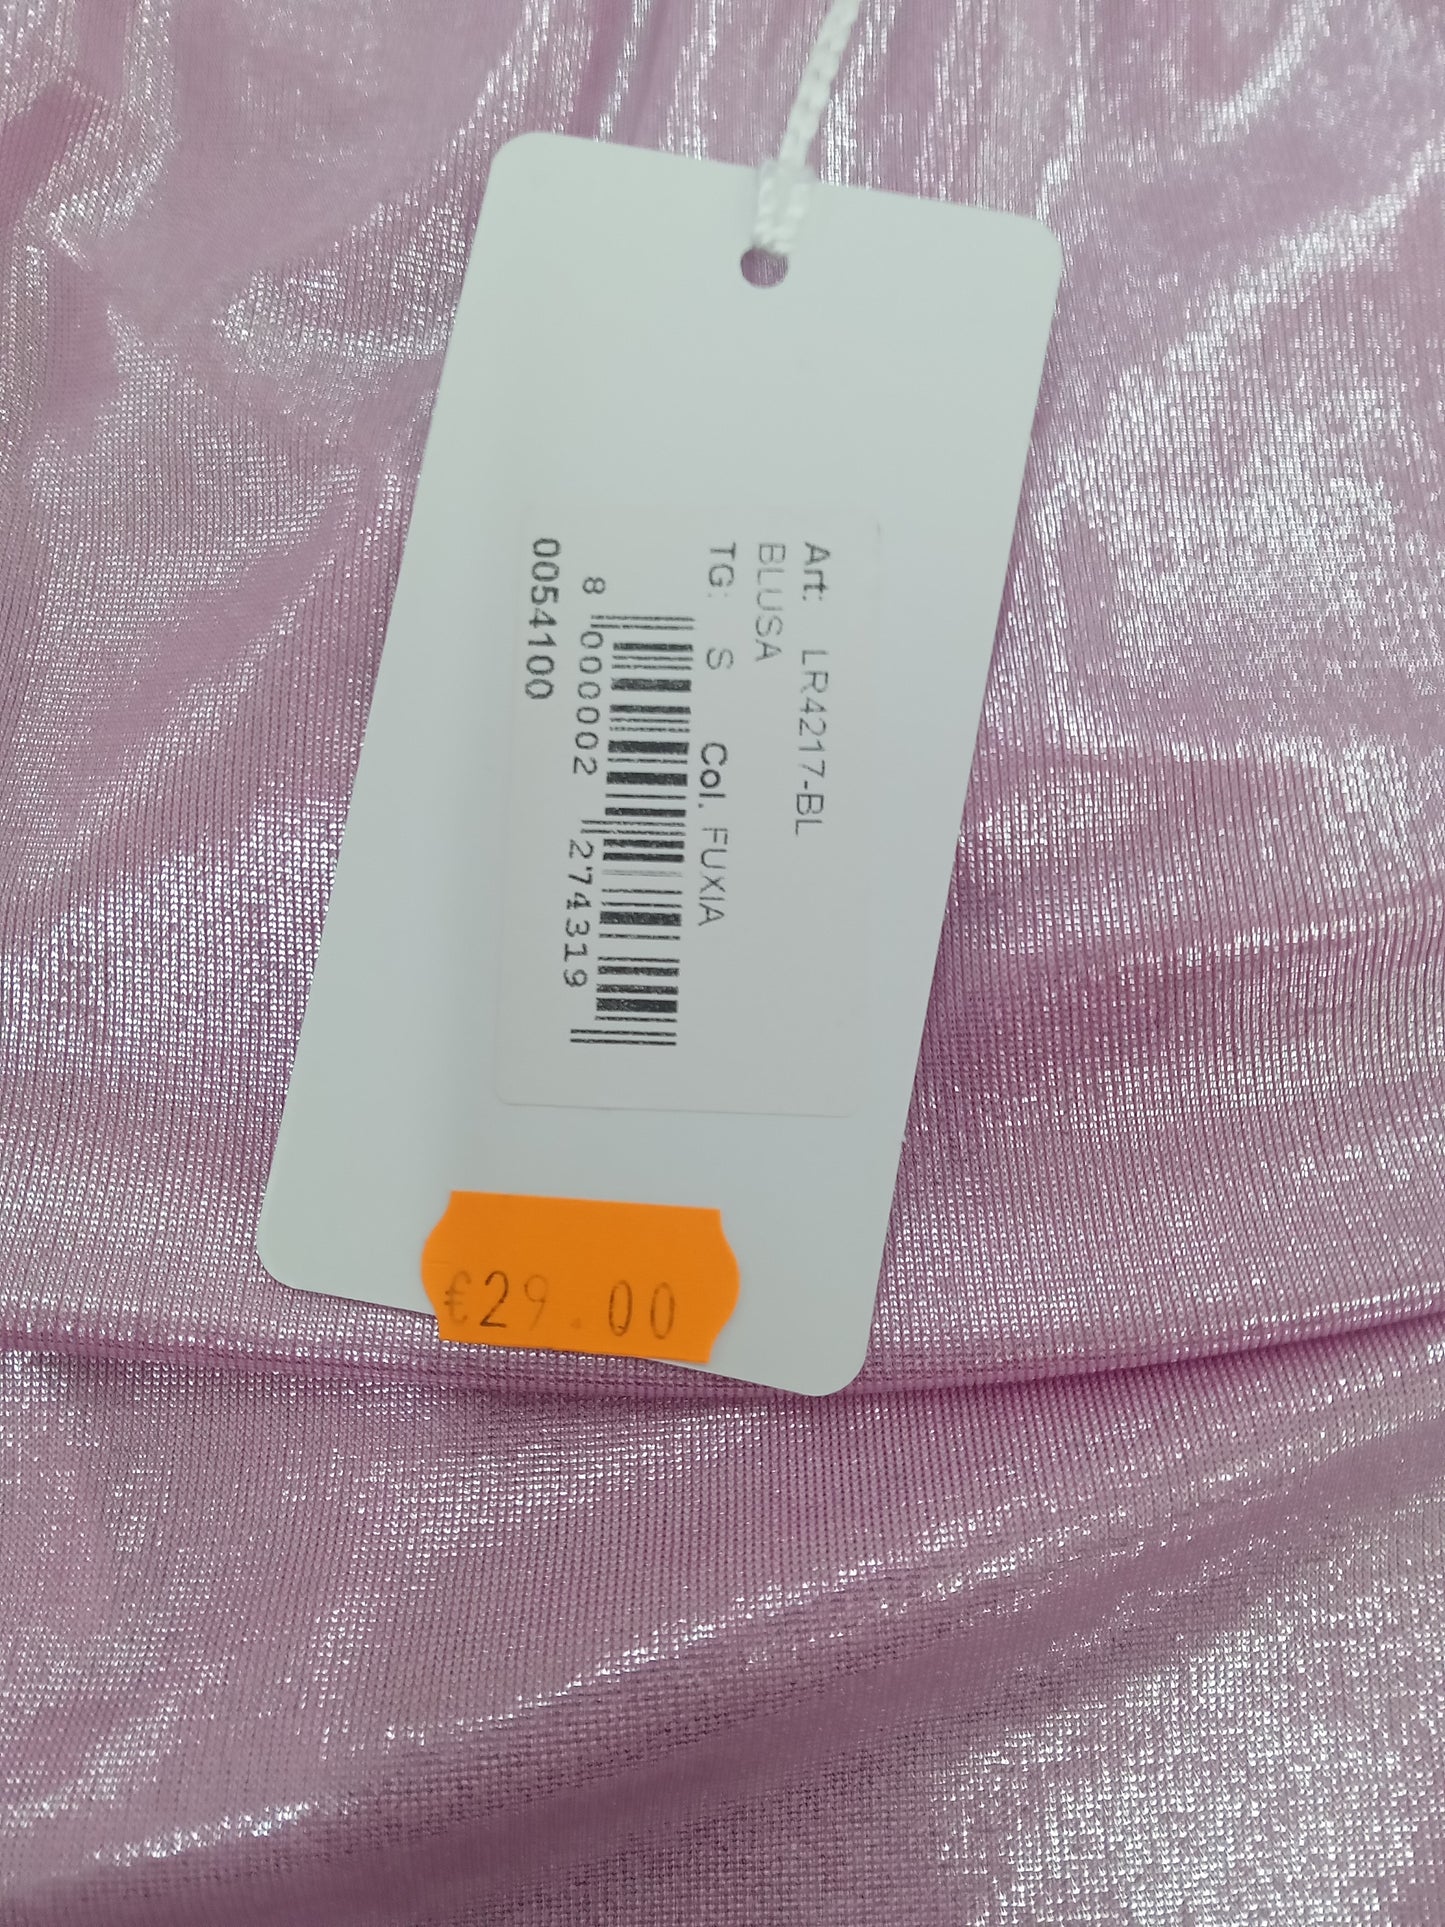 Art: LR4217-BL
BLUSA
TG: S Col. FUXIA
8 000002 274319
0054100
€29.00